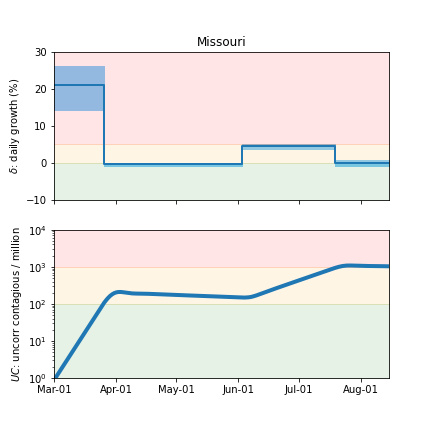 Missouri
δ: daily growth (%)
30
20
10
0
−10
UC: uncorr contagious / million
10⁴
10³
10²
10¹
10⁰
Mar-01 Apr-01 May-01 Jun-01 Jul-01 Aug-01